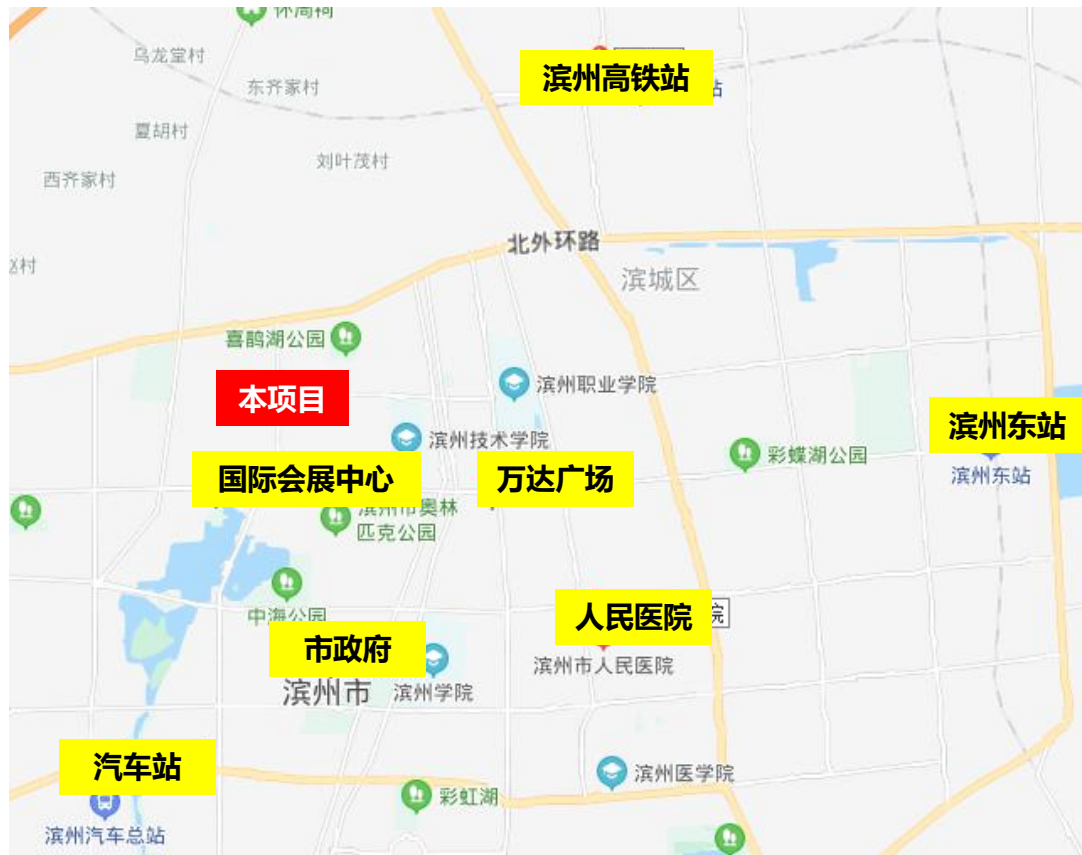 怀周祠
乌龙堂村
滨州高铁站
站
东齐家村
夏胡村
刘叶茂村
西齐家村
北外环路
赵村
滨城区
喜鹊湖公园
滨州职业学院
本项目
滨州东站
滨州技术学院
彩蝶湖公园
国际会展中心
万达广场
滨州东站
滨州市奥林
匹克公园
中海公园
人民医院
院
市政府
滨州市人民医院
滨州市
滨州学院
汽车站
滨州医学院
彩虹湖
滨州汽车总站